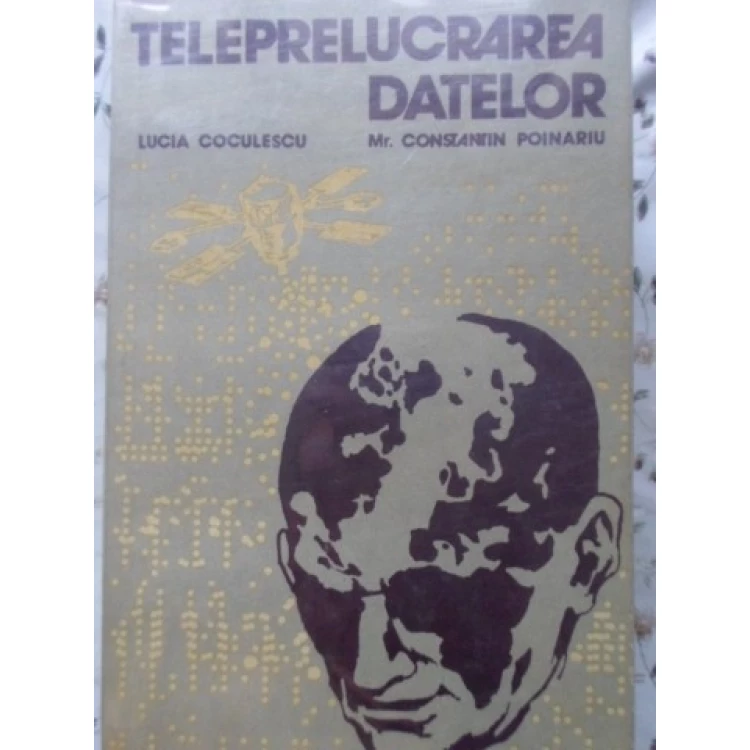 TELEPRELUCRAREA
DATELOR
LUCIA COCULESCU Mr. CONSTANTIN POINARIU